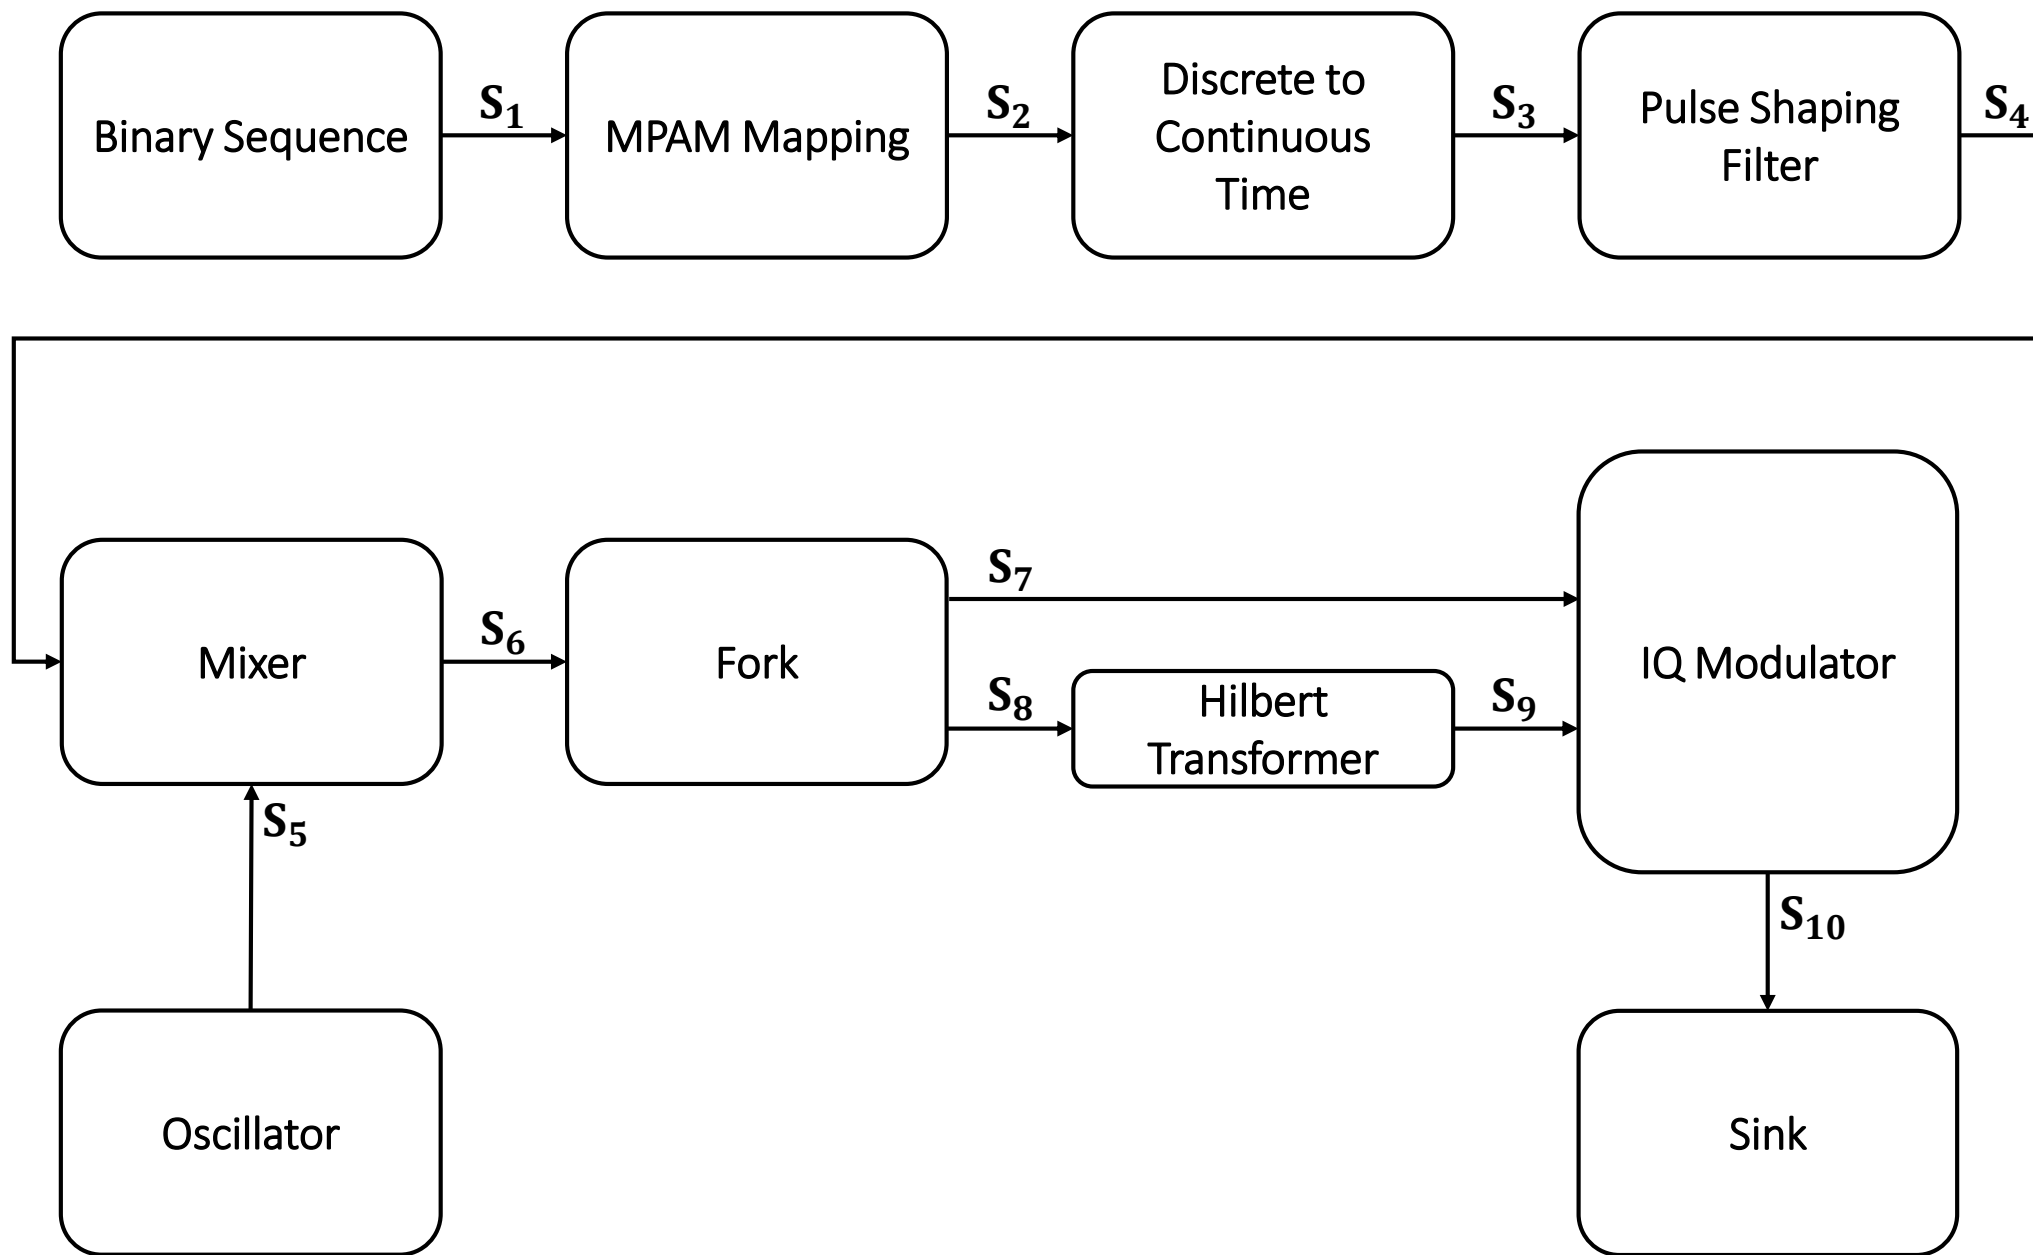 Binary Sequence
S₁
MPAM Mapping
S₂
Discrete to
Continuous
Time
S₃
Pulse Shaping
Filter
S₄
Mixer
S₆
Fork
S₇
S₈
Hilbert
Transformer
S₉
IQ Modulator
S₅
S₁₀
Oscillator
Sink